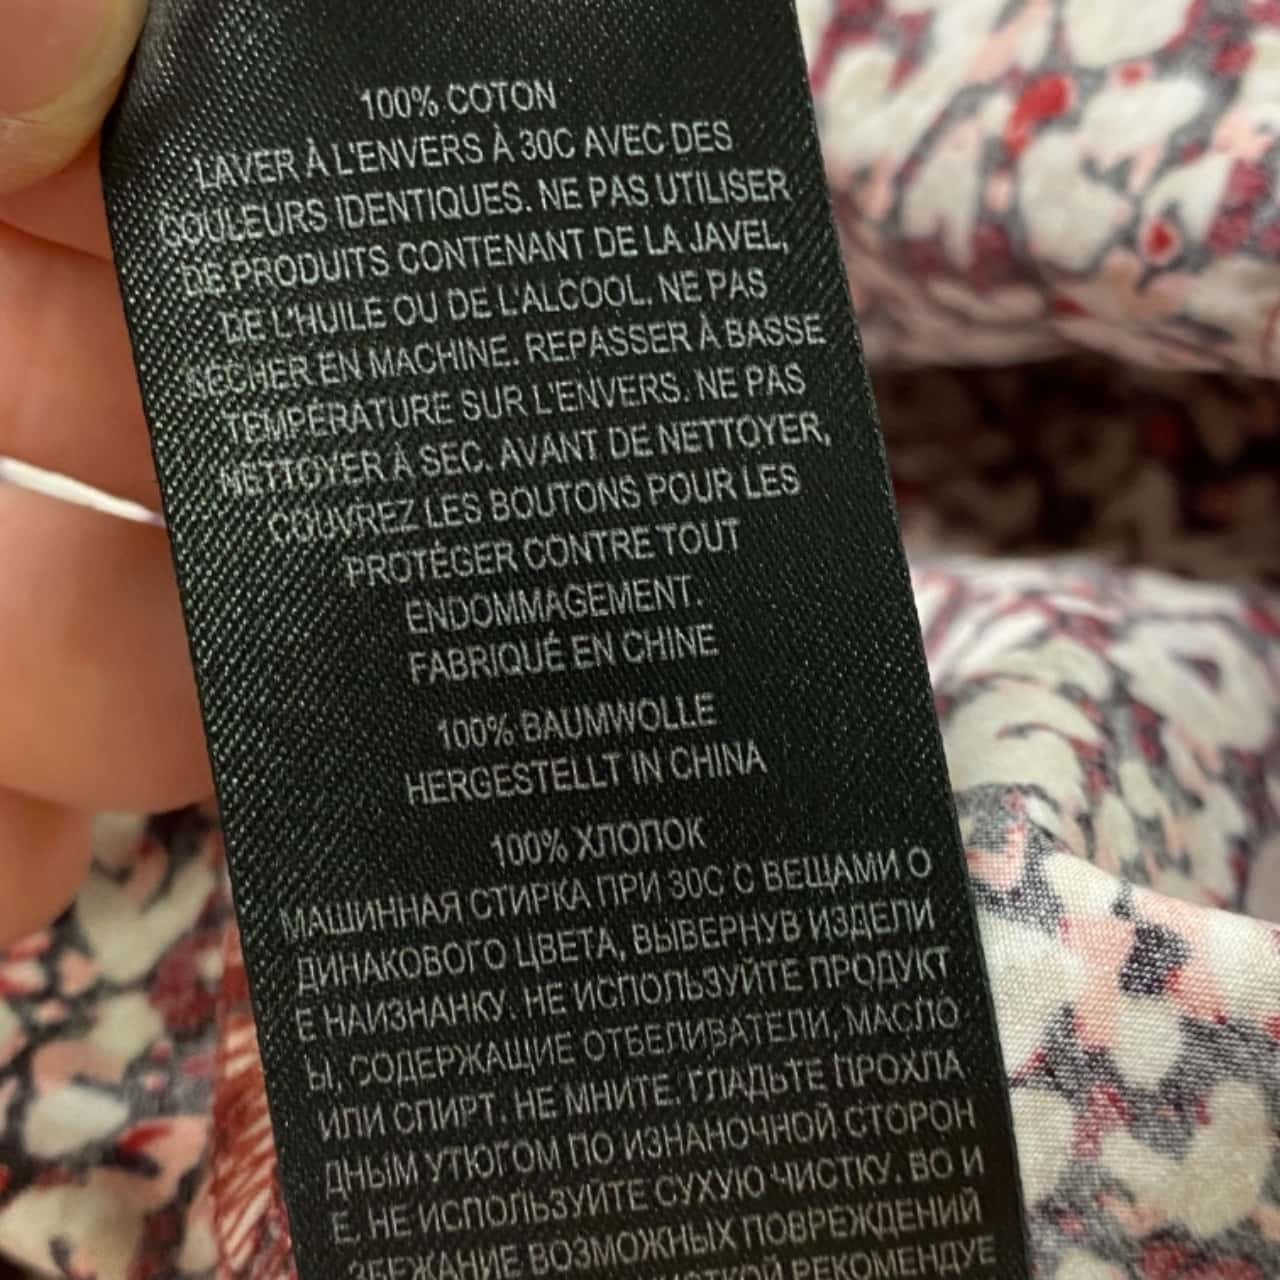 100% COTON
LAVER À L'ENVERS À 30C AVEC DES
COULEURS IDENTIQUES. NE PAS UTILISER
DE PRODUITS CONTENANT DE LA JAVEL,
DE L'HUILE OU DE L'ALCOOL. NE PAS
SÉCHER EN MACHINE. REPASSER À BASSE
TEMPÉRATURE SUR L'ENVERS. NE PAS
NETTOYER À SEC. AVANT DE NETTOYER,
COUVREZ LES BOUTONS POUR LES
PROTÉGER CONTRE TOUT
ENDOMMAGEMENT.
FABRIQUÉ EN CHINE
100% BAUMWOLLE
HERGESTELLT IN CHINA
100% ХЛОПОК
МАШИННАЯ СТИРКА ПРИ 30С С ВЕЩАМИ О
ДИНАКОВОГО ЦВЕТА, ВЫВЕРНУВ ИЗДЕЛИ
Е НАИЗНАНКУ. НЕ ИСПОЛЬЗУЙТЕ ПРОДУКТ
Ы, СОДЕРЖАЩИЕ ОТБЕЛИВАТЕЛИ, МАСЛО
ИЛИ СПИРТ. НЕ МНИТЕ. ГЛАДЬТЕ ПРОХЛА
ДНЫМ УТЮГОМ ПО ИЗНАНОЧНОЙ СТОРОН
Е. НЕ ИСПОЛЬЗУЙТЕ СУХУЮ ЧИСТКУ. ВО И
ЗБЕЖАНИЕ ВОЗМОЖНЫХ ПОВРЕЖДЕНИЙ
РЕКОМЕНДУЕ